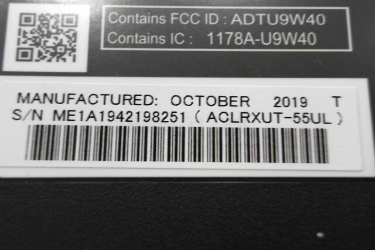 Contains FCC ID : ADTU9W40
Contains IC : 1178A-U9W40
MANUFACTURED: OCTOBER 2019 T
S/N ME1A1942198251 ( ACLRXUT-55UL )